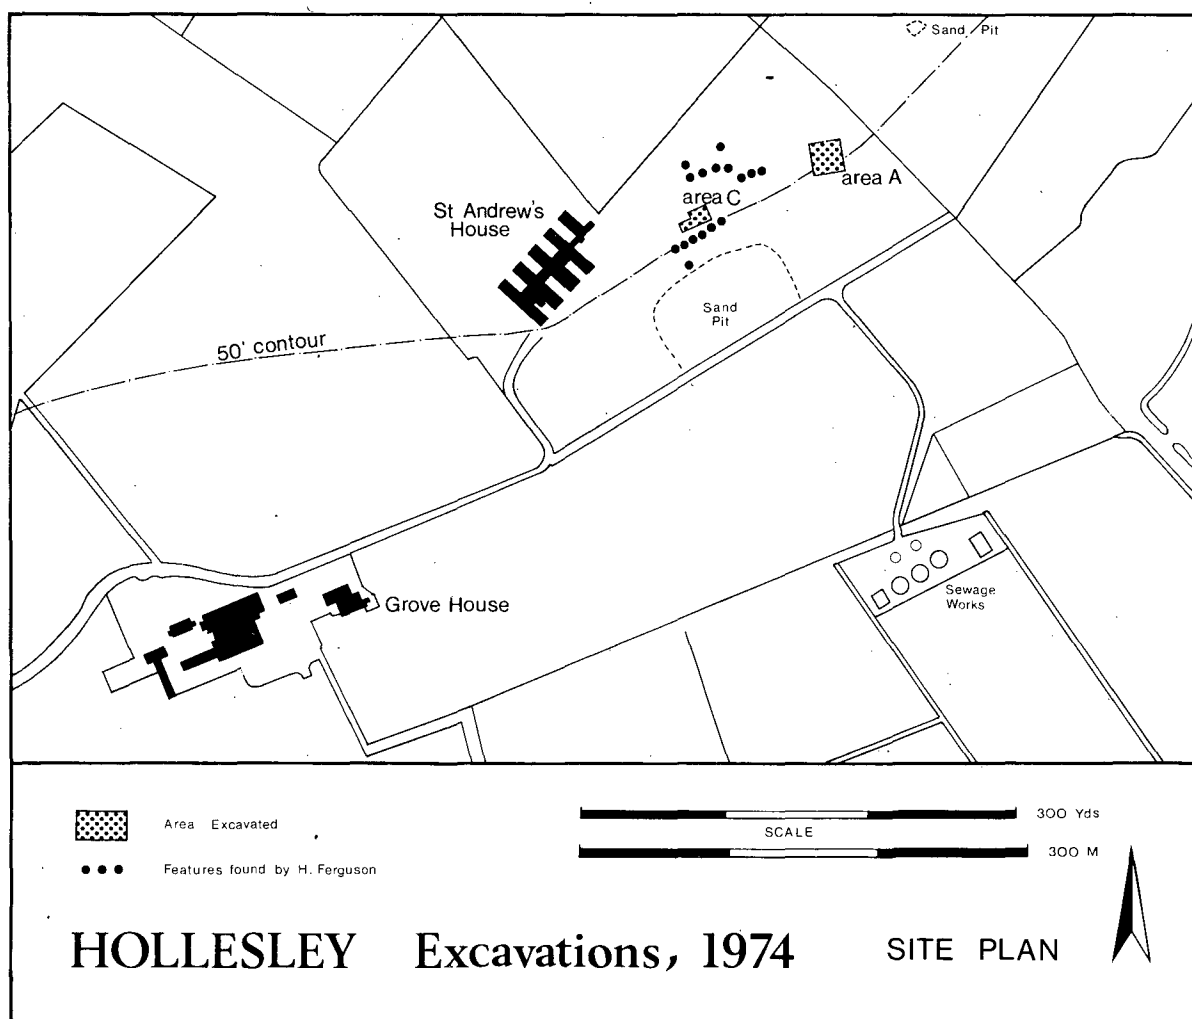 Sand Pit
area A
area C
St Andrew's
House
Sand
Pit
50' contour
Grove House
Sewage
Works
Area Excavated
Features found by H. Ferguson
300 Yds
SCALE
300 M
HOLLESLEY Excavations, 1974 SITE PLAN